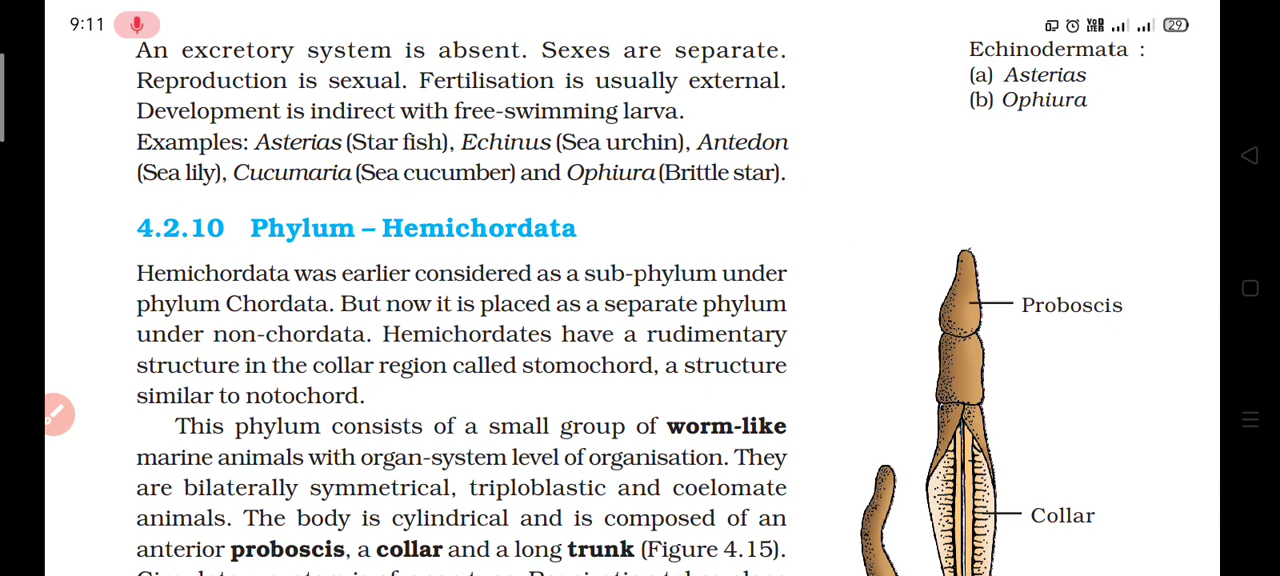 9:11
29
An excretory system is absent. Sexes are separate.
Reproduction is sexual. Fertilisation is usually external.
Development is indirect with free-swimming larva.
Examples: Asterias (Star fish), Echinus (Sea urchin), Antedon
(Sea lily), Cucumaria (Sea cucumber) and Ophiura (Brittle star).
Echinodermata :
(a) Asterias
(b) Ophiura
4.2.10 Phylum – Hemichordata
Hemichordata was earlier considered as a sub-phylum under
phylum Chordata. But now it is placed as a separate phylum
under non-chordata. Hemichordates have a rudimentary
structure in the collar region called stomochord, a structure
similar to notochord.
This phylum consists of a small group of worm-like
marine animals with organ-system level of organisation. They
are bilaterally symmetrical, triploblastic and coelomate
animals. The body is cylindrical and is composed of an
anterior proboscis, a collar and a long trunk (Figure 4.15).
Proboscis
Collar